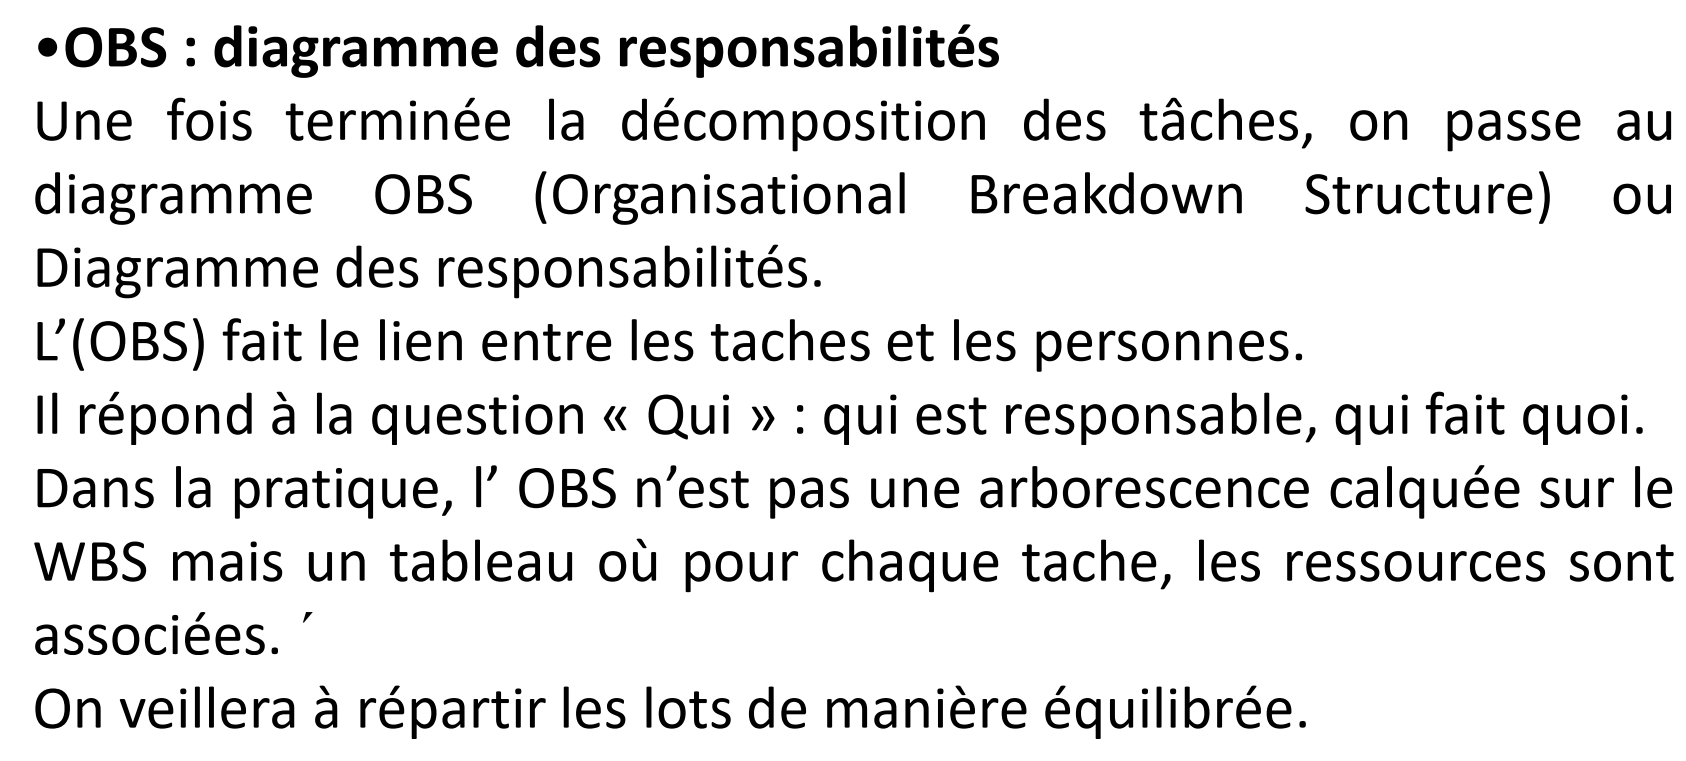 •OBS : diagramme des responsabilités
Une fois terminée la décomposition des tâches, on passe au
diagramme OBS (Organisational Breakdown Structure) ou
Diagramme des responsabilités.
L’(OBS) fait le lien entre les taches et les personnes.
Il répond à la question « Qui » : qui est responsable, qui fait quoi.
Dans la pratique, l’ OBS n’est pas une arborescence calquée sur le
WBS mais un tableau où pour chaque tache, les ressources sont
associées. ´
On veillera à répartir les lots de manière équilibrée.